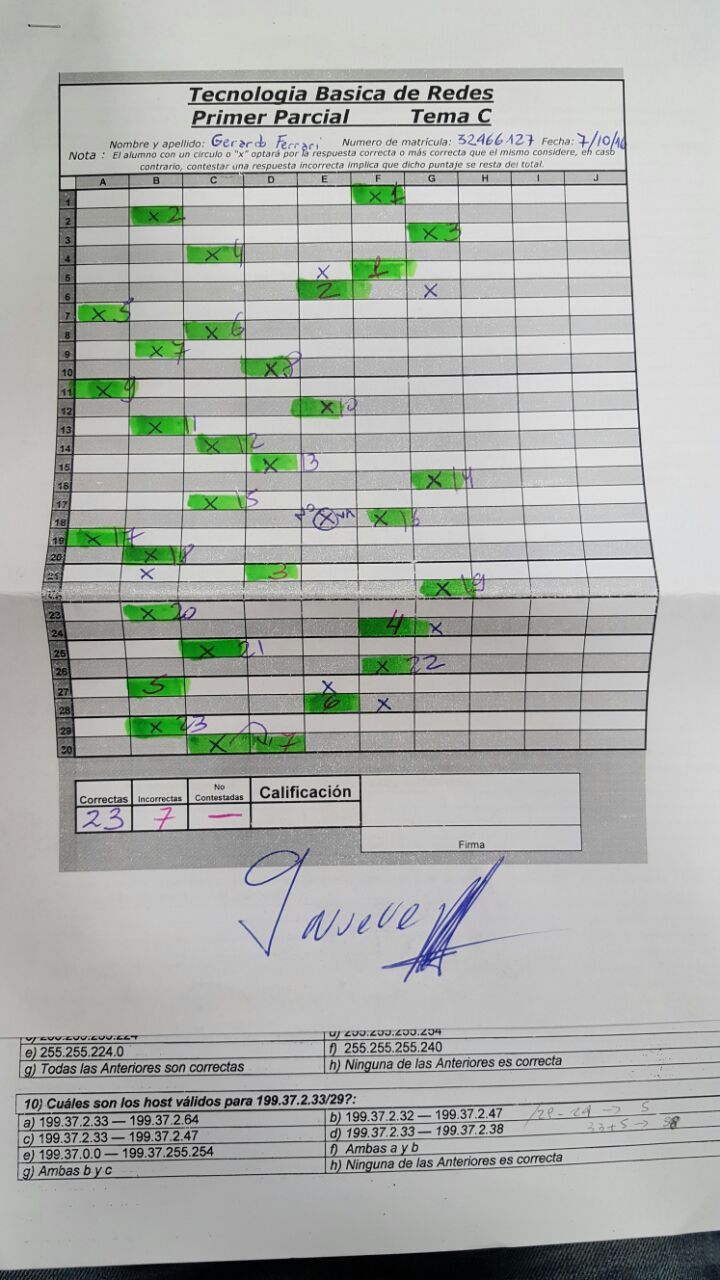 Tecnologia Basica de Redes
Primer Parcial Tema C
Nombre y apellido: Gerardo Ferrari Numero de matrícula: 32466127 Fecha: 7/10/16
Nota : El alumno con un circulo o "x" optará por la respuesta correcta o más correcta que el mismo considere, en caso
contrario, contestar una respuesta incorrecta implica que dicho puntaje se resta del total.
A B C D E F G H I J
1 x 1
2 x 2
3 x 3
4 x 4
5 x 1
6 2 x
7 x 5
8 x 6
9 x 7
10 x 8
11 x 9
12 x 10
13 x 11
14 x 12
15 x 13
16 x 14
17 x 15
18 x x 16
19 x 17
20 x 18
21 x 3
x 19
23 x 20
24 4 x
25 x 21
26 x 22
27 5 x
28 6 x
29 x 23
30 x 7
Correctas Incorrectas No Contestadas Calificación
23 7 —
Firma
9 nueve
e) 255.255.224.0 f) 255.255.255.240
g) Todas las Anteriores son correctas h) Ninguna de las Anteriores es correcta
10) Cuáles son los host válidos para 199.37.2.33/29?:
a) 199.37.2.33 — 199.37.2.64 b) 199.37.2.32 — 199.37.2.47
c) 199.37.2.33 — 199.37.2.47 d) 199.37.2.33 — 199.37.2.38
e) 199.37.0.0 — 199.37.255.254 f) Ambas a y b
g) Ambas b y c h) Ninguna de las Anteriores es correcta